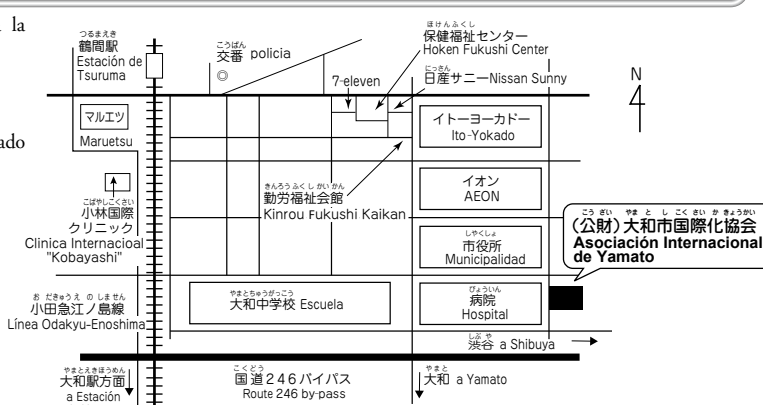 la
ado
つるまえき
鶴間駅
Estación de
Tsuruma
こうばん
交番 policia
7-eleven
ほけんふくし
保健福祉センター
Hoken Fukushi Center
にっさん
日産サニーNissan Sunny
N
マルエツ
Maruetsu
イトーヨーカドー
Ito-Yokado
こばやしこくさい
小林国際
クリニック
Clinica Internacioal
"Kobayashi"
きんろうふくしかいかん
勤労福祉会館
Kinrou Fukushi Kaikan
イオン
AEON
しやくしょ
市役所
Municipalidad
こうざい やまとしこくさいかきょうかい
(公財)大和市国際化協会
Asociación Internacional
de Yamato
おだきゅうえのしません
小田急江ノ島線
Línea Odakyu-Enoshima
やまとちゅうがっこう
大和中学校 Escuela
びょういん
病院
Hospital
しぶや
渋谷 a Shibuya
やまとえきほうめん
大和駅方面
a Estación
こくどう
国道246バイパス
Route 246 by-pass
やまと
大和 a Yamato